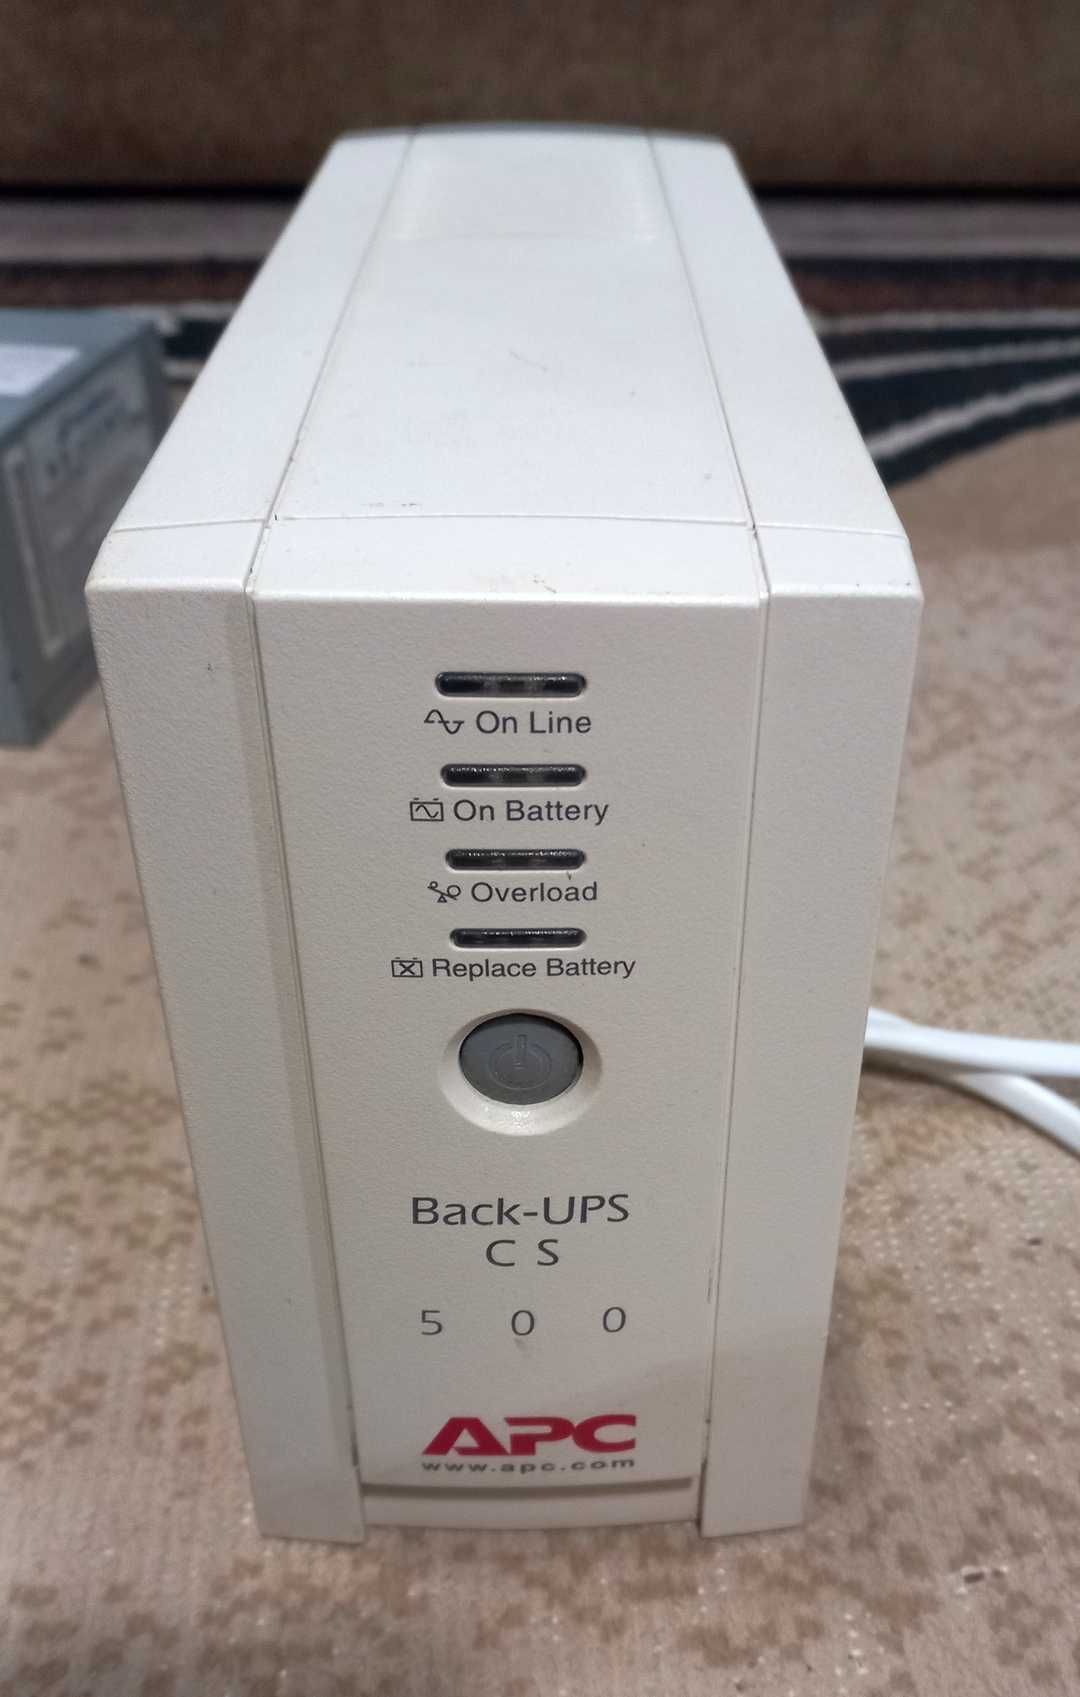 On Line
On Battery
Overload
Replace Battery
Back-UPS
CS
500
APC
www.apc.com